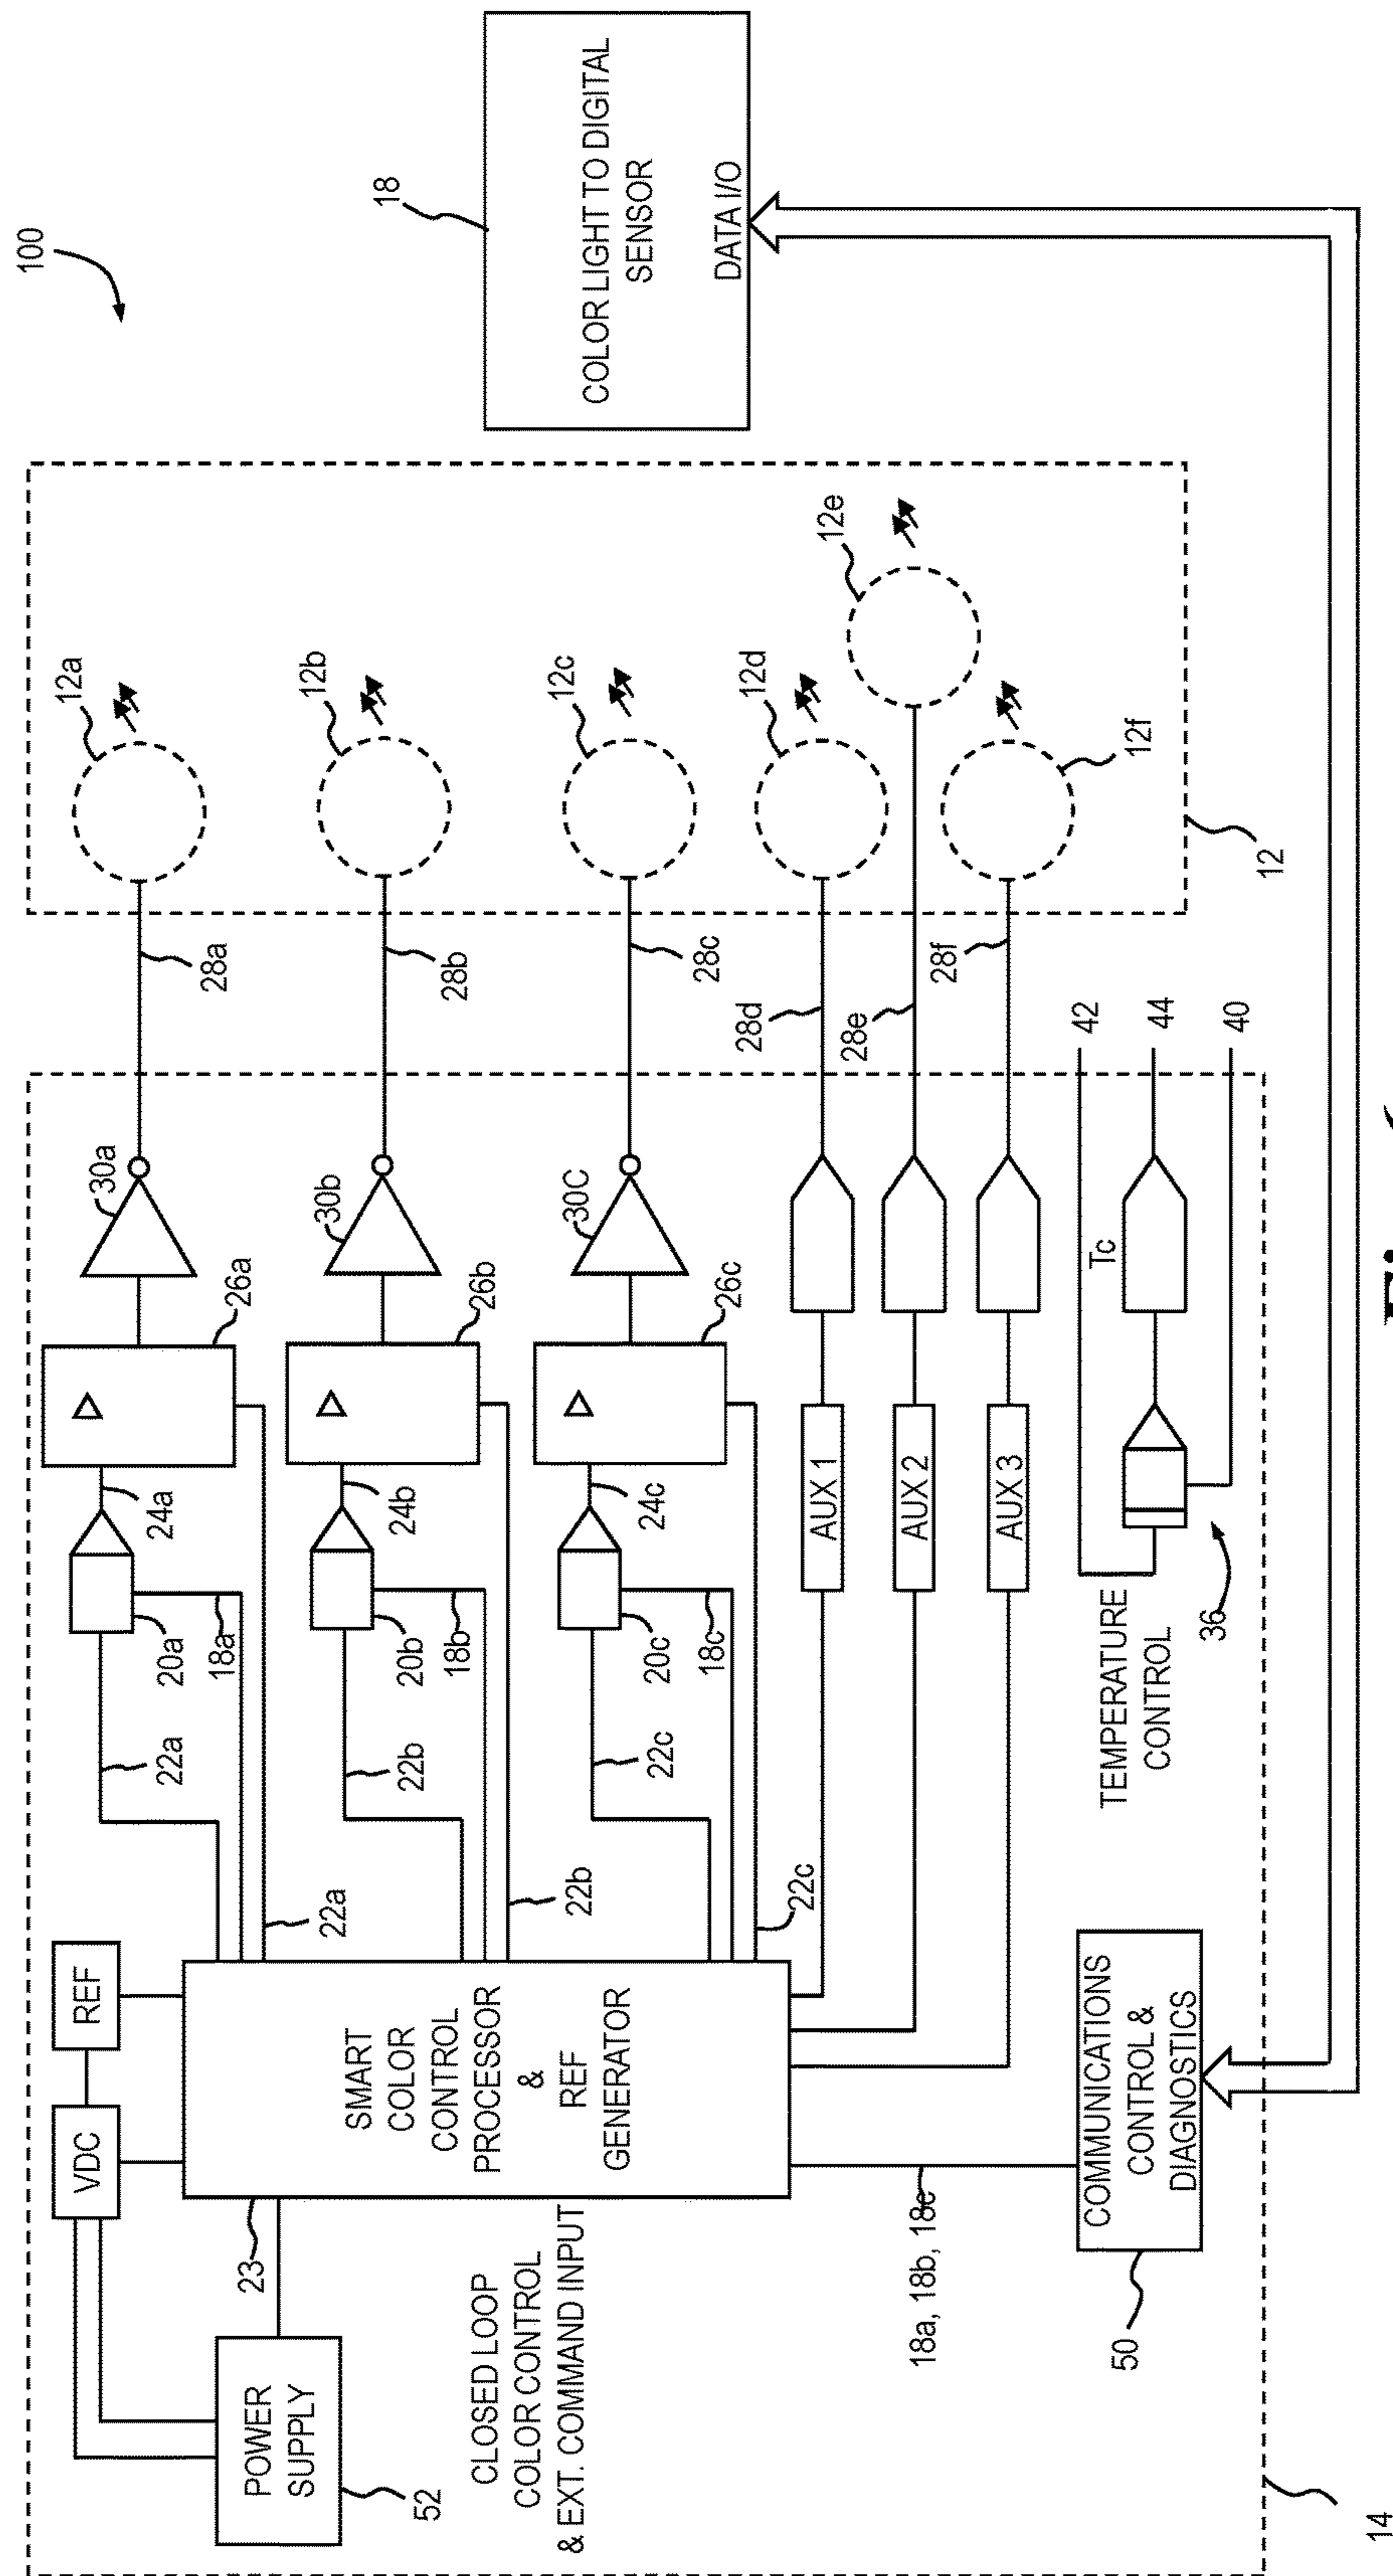 100
18
COLOR LIGHT TO DIGITAL
SENSOR
DATA I/O
12a
12b
12c
12d
12e
12f
12
28a
28b
28c
28d
28e
28f
30a
30b
30C
26a
26b
26c
24a
24b
24c
20a
20b
20c
18a
18b
18c
22a
22b
22c
22a
22b
22c
AUX 1
AUX 2
AUX 3
Tc
42
44
40
36
TEMPERATURE
CONTROL
REF
VDC
SMART
COLOR
CONTROL
PROCESSOR
&
REF
GENERATOR
23
POWER
SUPPLY
52
CLOSED LOOP
COLOR CONTROL
& EXT. COMMAND INPUT
18a, 18b, 18c
COMMUNICATIONS
CONTROL &
DIAGNOSTICS
50
14